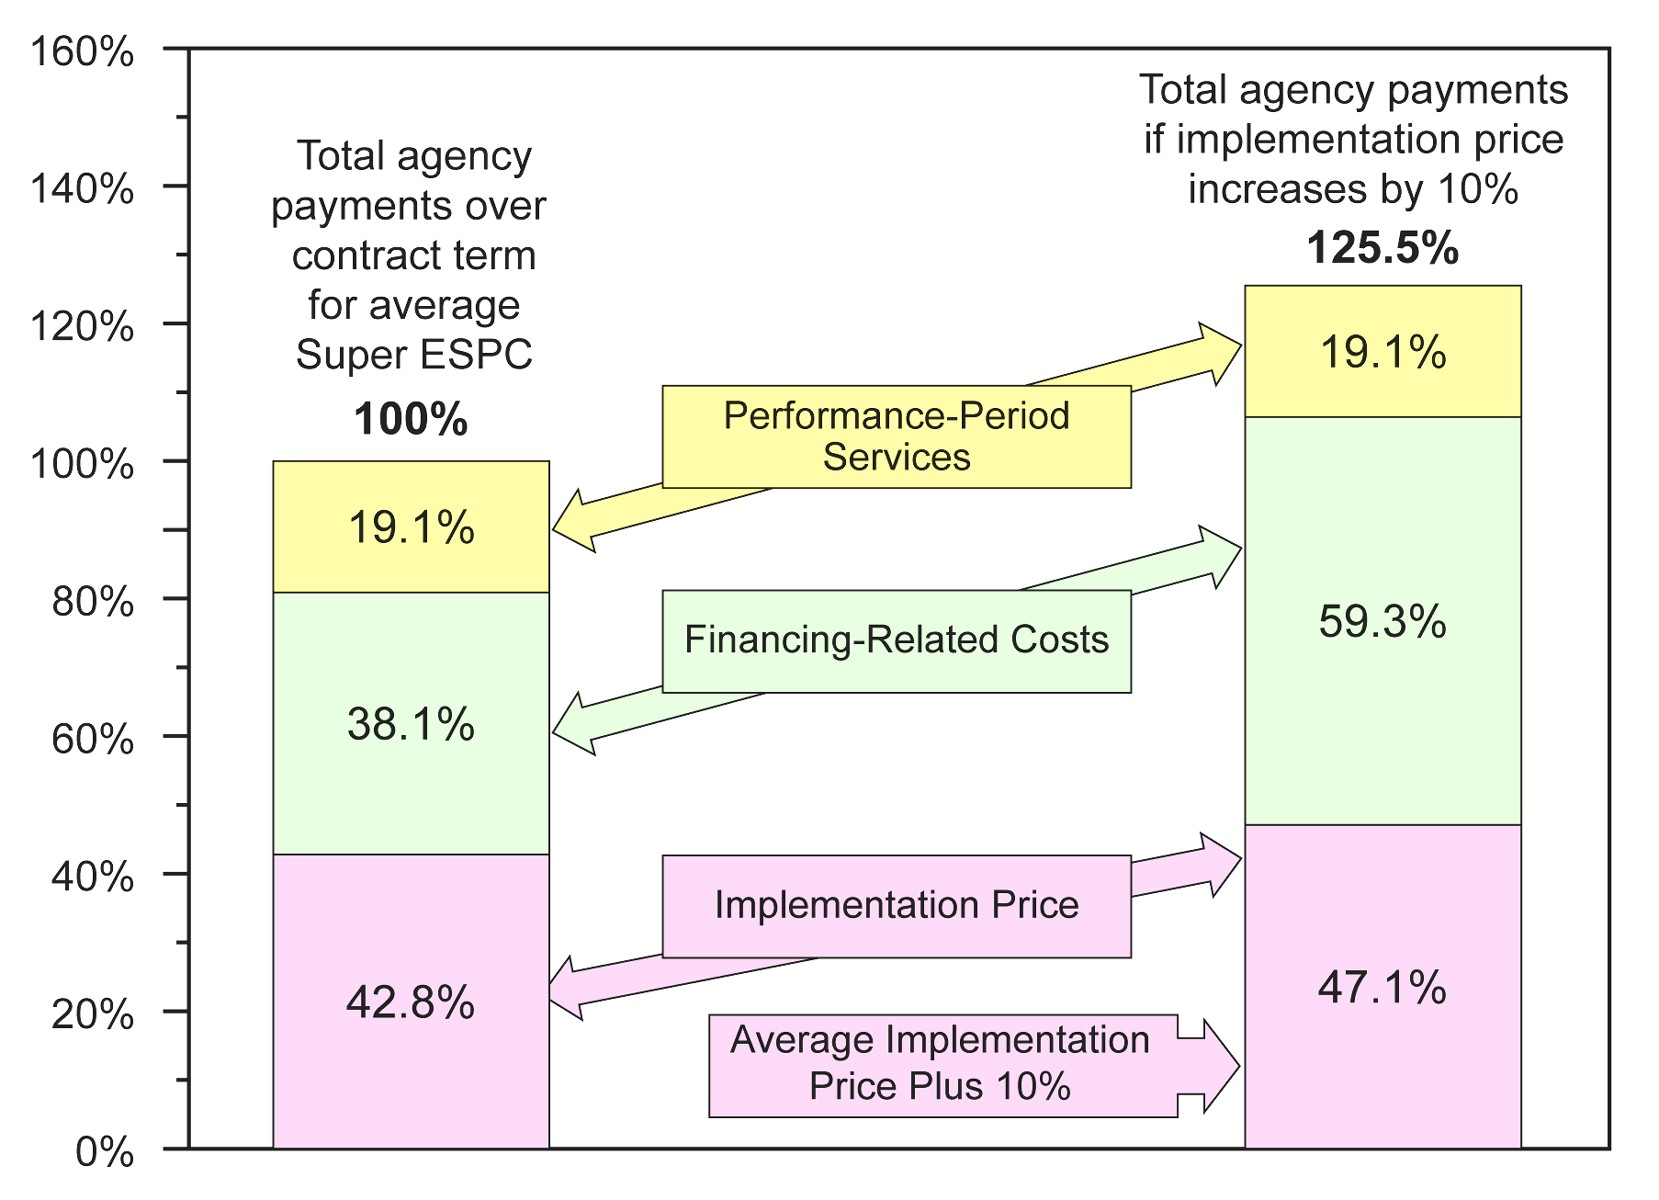 160%
140%
120%
100%
80%
60%
40%
20%
0%
Total agency
payments over
contract term
for average
Super ESPC
100%
19.1%
38.1%
42.8%
Performance-Period
Services
Financing-Related Costs
Implementation Price
Average Implementation
Price Plus 10%
Total agency payments
if implementation price
increases by 10%
125.5%
19.1%
59.3%
47.1%